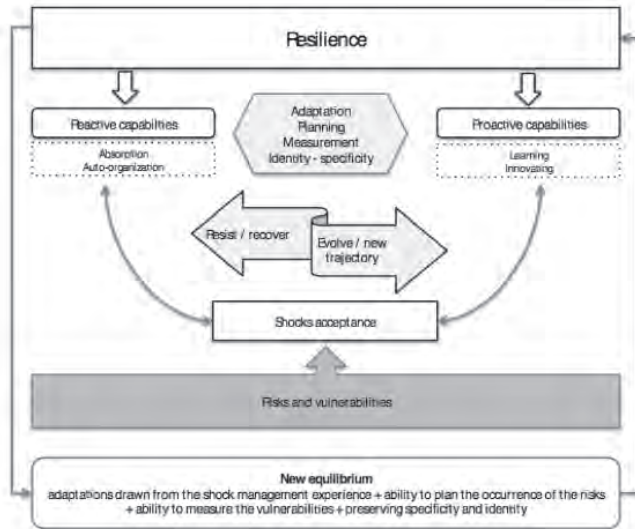 Resilience
Reactive capabilities
Absorption
Auto-organization
Adaptation
Planning
Measurement
Identity - specificity
Proactive capabilities
Learning
Innovating
Resist / recover
Evolve / new
trajectory
Shocks acceptance
Risks and vulnerabilities
New equilibrium
adaptations drawn from the shock management experience + ability to plan the occurrence of the risks
+ ability to measure the vulnerabilities + preserving specificity and identity